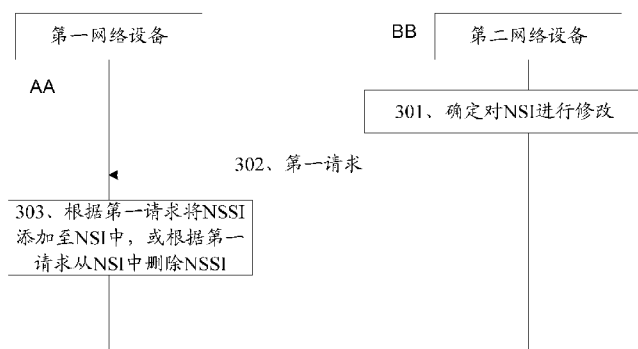 第一网络设备
BB
第二网络设备
AA
301、确定对NSI进行修改
302、第一请求
303、根据第一请求将NSSI
添加至NSI中，或根据第一
请求从NSI中删除NSSI